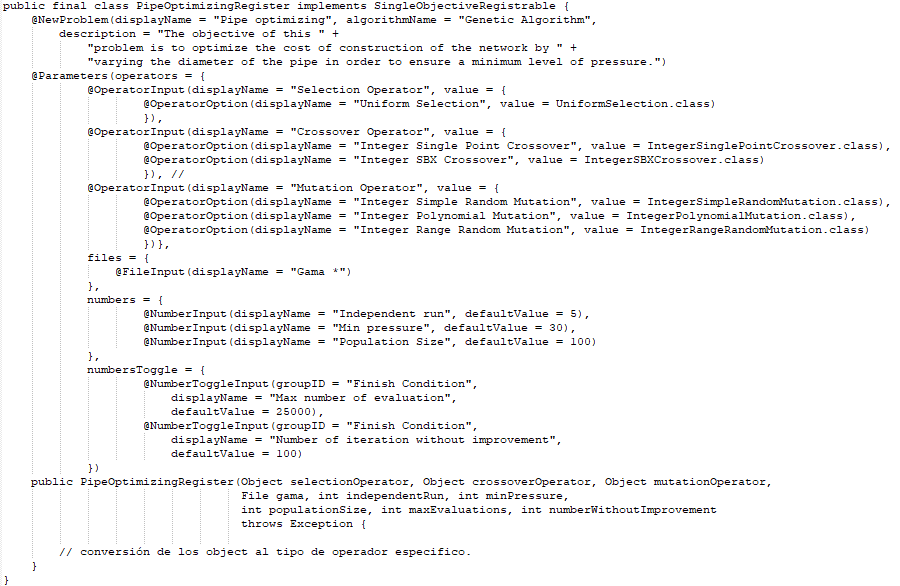 public final class PipeOptimizingRegister implements SingleObjectiveRegistrable {
    @NewProblem(displayName = "Pipe optimizing", algorithmName = "Genetic Algorithm",
        description = "The objective of this " +
            "problem is to optimize the cost of construction of the network by " +
            "varying the diameter of the pipe in order to ensure a minimum level of pressure.")
    @Parameters(operators = {
            @OperatorInput(displayName = "Selection Operator", value = {
                    @OperatorOption(displayName = "Uniform Selection", value = UniformSelection.class)
                    }),
            @OperatorInput(displayName = "Crossover Operator", value = {
                    @OperatorOption(displayName = "Integer Single Point Crossover", value = IntegerSinglePointCrossover.class),
                    @OperatorOption(displayName = "Integer SBX Crossover", value = IntegerSBXCrossover.class)
                    }), //
            @OperatorInput(displayName = "Mutation Operator", value = {
                    @OperatorOption(displayName = "Integer Simple Random Mutation", value = IntegerSimpleRandomMutation.class),
                    @OperatorOption(displayName = "Integer Polynomial Mutation", value = IntegerPolynomialMutation.class),
                    @OperatorOption(displayName = "Integer Range Random Mutation", value = IntegerRangeRandomMutation.class)
                    })},
            files = {
                @FileInput(displayName = "Gama *")
            },
            numbers = {
                    @NumberInput(displayName = "Independent run", defaultValue = 5),
                    @NumberInput(displayName = "Min pressure", defaultValue = 30),
                    @NumberInput(displayName = "Population Size", defaultValue = 100)
            },
            numbersToggle = {
                    @NumberToggleInput(groupID = "Finish Condition",
                        displayName = "Max number of evaluation",
                        defaultValue = 25000),
                    @NumberToggleInput(groupID = "Finish Condition",
                        displayName = "Number of iteration without improvement",
                        defaultValue = 100)
            })
    public PipeOptimizingRegister(Object selectionOperator, Object crossoverOperator, Object mutationOperator,
                                  File gama, int independentRun, int minPressure,
                                  int populationSize, int maxEvaluations, int numberWithoutImprovement
                                  throws Exception {
        // conversión de los object al tipo de operador especifico.
    }
}